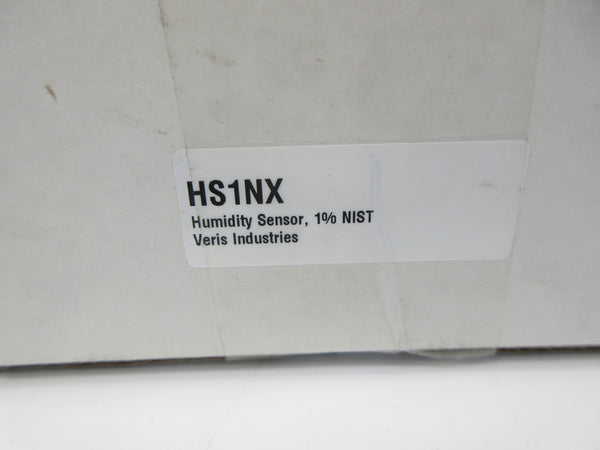 HS1NX
Humidity Sensor, 1% NIST
Veris Industries